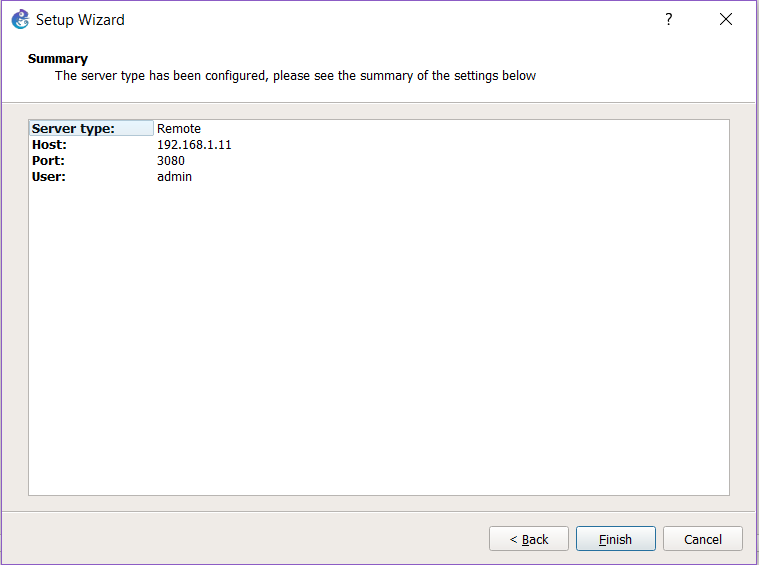 Setup Wizard
?
Summary
The server type has been configured, please see the summary of the settings below
Server type: Remote
Host: 192.168.1.11
Port: 3080
User: admin
< Back
Finish
Cancel